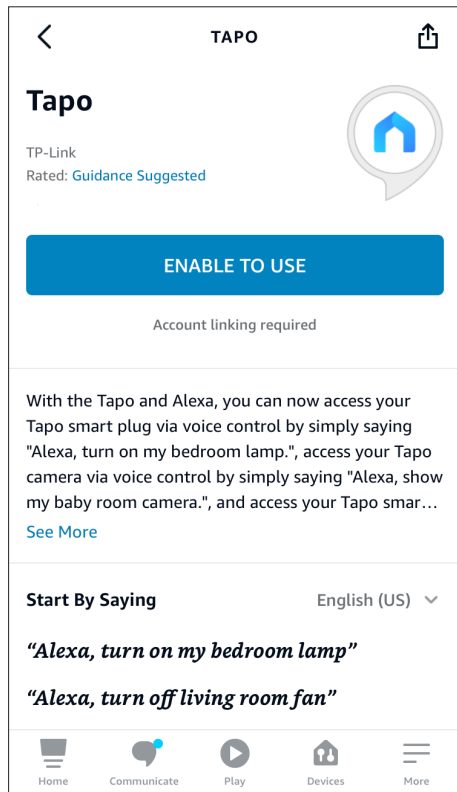 TAPO
Tapo
TP-Link
Rated: Guidance Suggested
ENABLE TO USE
Account linking required
With the Tapo and Alexa, you can now access your
Tapo smart plug via voice control by simply saying
"Alexa, turn on my bedroom lamp.", access your Tapo
camera via voice control by simply saying "Alexa, show
my baby room camera.", and access your Tapo smar...
See More
Start By Saying
English (US)
“Alexa, turn on my bedroom lamp”
“Alexa, turn off living room fan”
Home Communicate Play Devices More